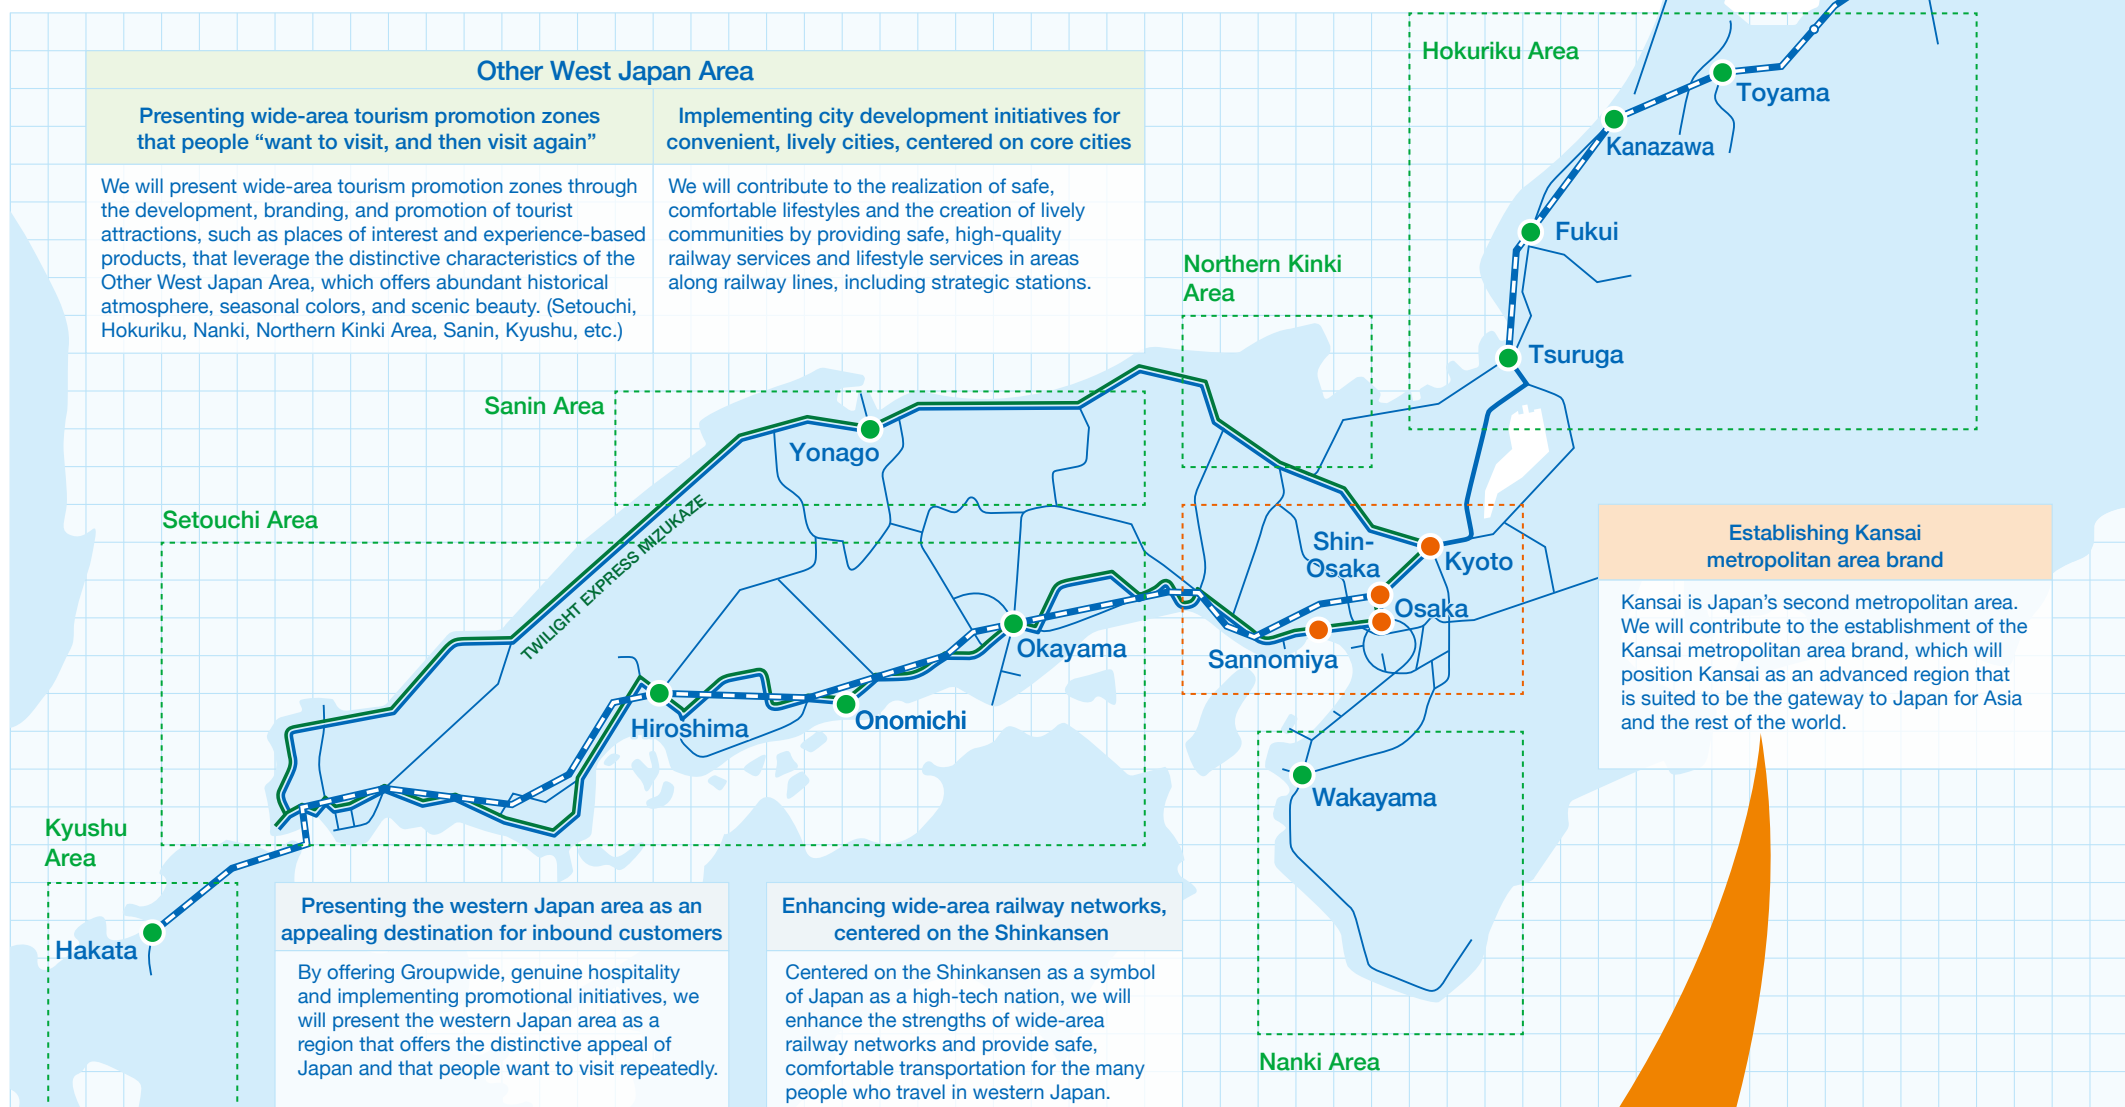 Other West Japan Area
Presenting wide-area tourism promotion zones
that people “want to visit, and then visit again”
We will present wide-area tourism promotion zones through
the development, branding, and promotion of tourist
attractions, such as places of interest and experience-based
products, that leverage the distinctive characteristics of the
Other West Japan Area, which offers abundant historical
atmosphere, seasonal colors, and scenic beauty. (Setouchi,
Hokuriku, Nanki, Northern Kinki Area, Sanin, Kyushu, etc.)
Implementing city development initiatives for
convenient, lively cities, centered on core cities
We will contribute to the realization of safe,
comfortable lifestyles and the creation of lively
communities by providing safe, high-quality
railway services and lifestyle services in areas
along railway lines, including strategic stations.
Hokuriku Area
Toyama
Kanazawa
Fukui
Tsuruga
Northern Kinki
Area
Sanin Area
Yonago
TWILIGHT EXPRESS MIZUKAZE
Setouchi Area
Shin-
Osaka
Kyoto
Osaka
Sannomiya
Okayama
Onomichi
Hiroshima
Wakayama
Kyushu
Area
Hakata
Nanki Area
Establishing Kansai
metropolitan area brand
Kansai is Japan’s second metropolitan area.
We will contribute to the establishment of the
Kansai metropolitan area brand, which will
position Kansai as an advanced region that
is suited to be the gateway to Japan for Asia
and the rest of the world.
Presenting the western Japan area as an
appealing destination for inbound customers
By offering Groupwide, genuine hospitality
and implementing promotional initiatives, we
will present the western Japan area as a
region that offers the distinctive appeal of
Japan and that people want to visit repeatedly.
Enhancing wide-area railway networks,
centered on the Shinkansen
Centered on the Shinkansen as a symbol
of Japan as a high-tech nation, we will
enhance the strengths of wide-area
railway networks and provide safe,
comfortable transportation for the many
people who travel in western Japan.